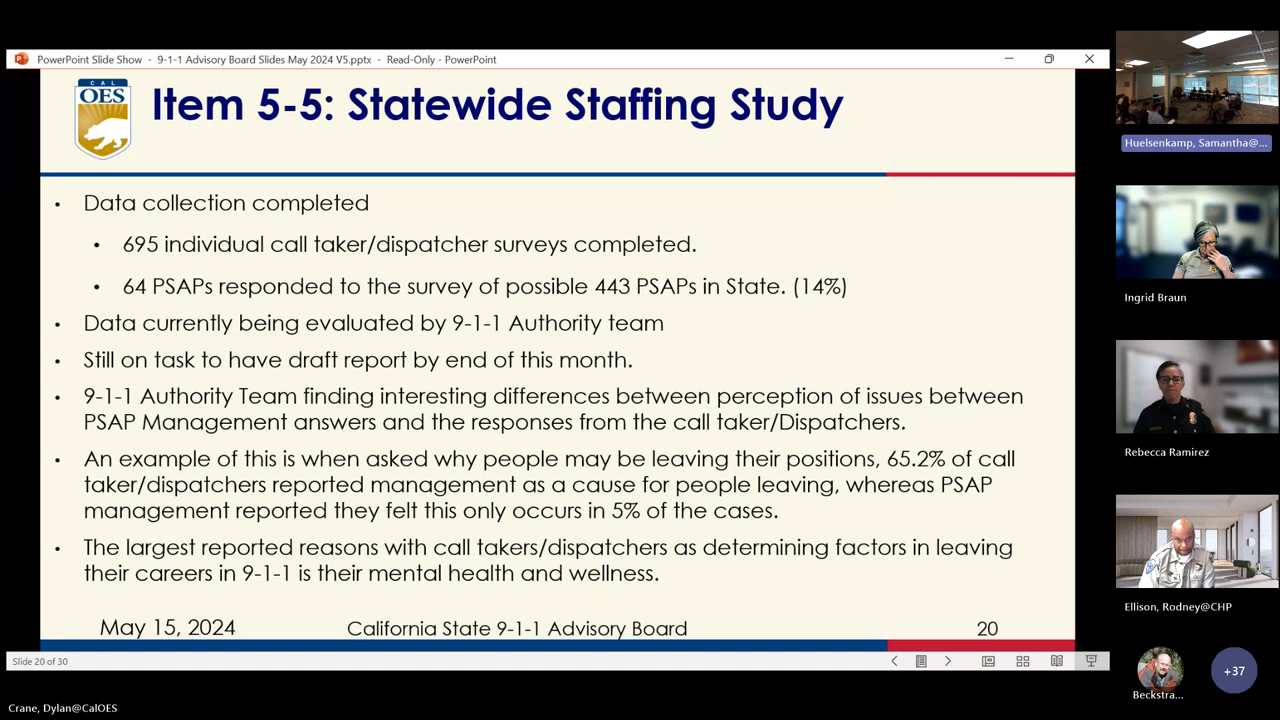 PowerPoint Slide Show - 9-1-1 Advisory Board Slides May 2024 V5.pptx - Read-Only - PowerPoint
CAL
OES
Item 5-5: Statewide Staffing Study
• Data collection completed
• 695 individual call taker/dispatcher surveys completed.
• 64 PSAPs responded to the survey of possible 443 PSAPs in State. (14%)
• Data currently being evaluated by 9-1-1 Authority team
• Still on task to have draft report by end of this month.
• 9-1-1 Authority Team finding interesting differences between perception of issues between
PSAP Management answers and the responses from the call taker/Dispatchers.
• An example of this is when asked why people may be leaving their positions, 65.2% of call
taker/dispatchers reported management as a cause for people leaving, whereas PSAP
management reported they felt this only occurs in 5% of the cases.
• The largest reported reasons with call takers/dispatchers as determining factors in leaving
their careers in 9-1-1 is their mental health and wellness.
May 15, 2024
California State 9-1-1 Advisory Board
20
Slide 20 of 30
Crane, Dylan@CalOES
Huelsenkamp, Samantha@...
Ingrid Braun
Rebecca Ramirez
Ellison, Rodney@CHP
Beckstra...
+37